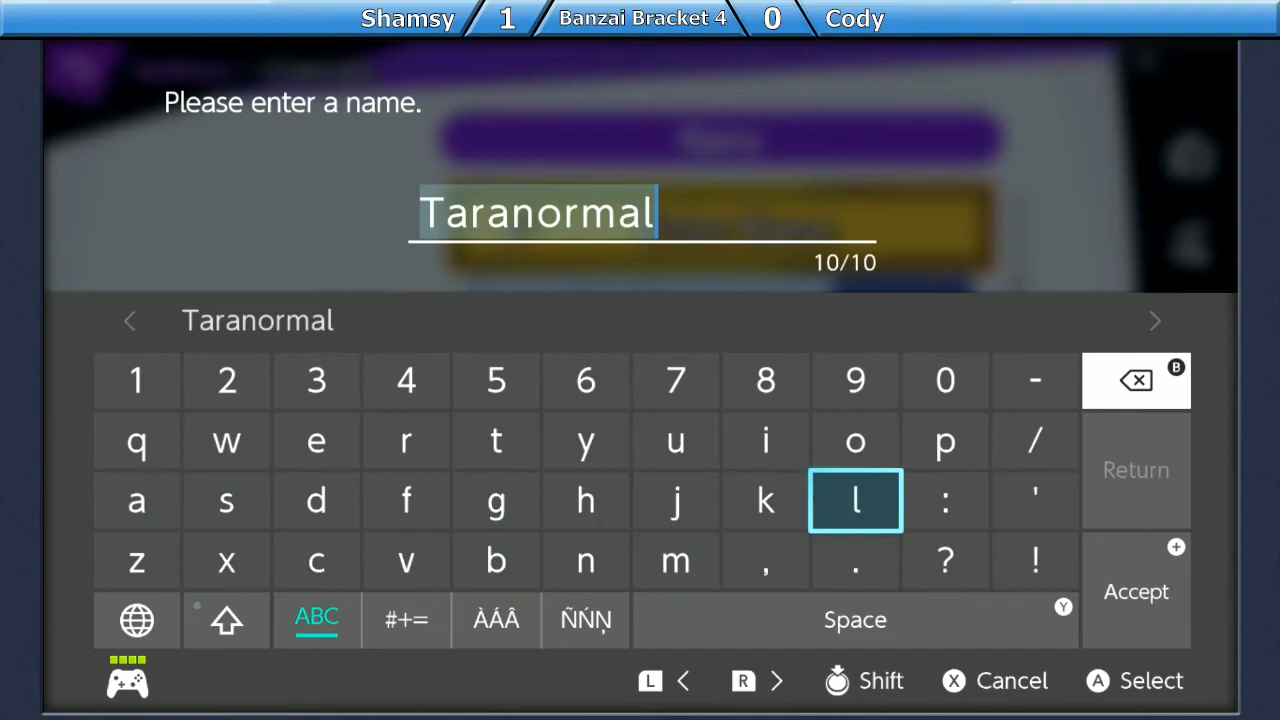 Shamsy 1 Banzai Bracket 4 0 Cody
Please enter a name.
Taranormal
10/10
< Taranormal >
1 2 3 4 5 6 7 8 9 0 - B
q w e r t y u i o p /
Return
a s d f g h j k l : '
z x c v b n m , . ? !
+ Accept
ABC #+= ÀÁÂ ÑŃŅ Space Y
L < R > Shift X Cancel A Select